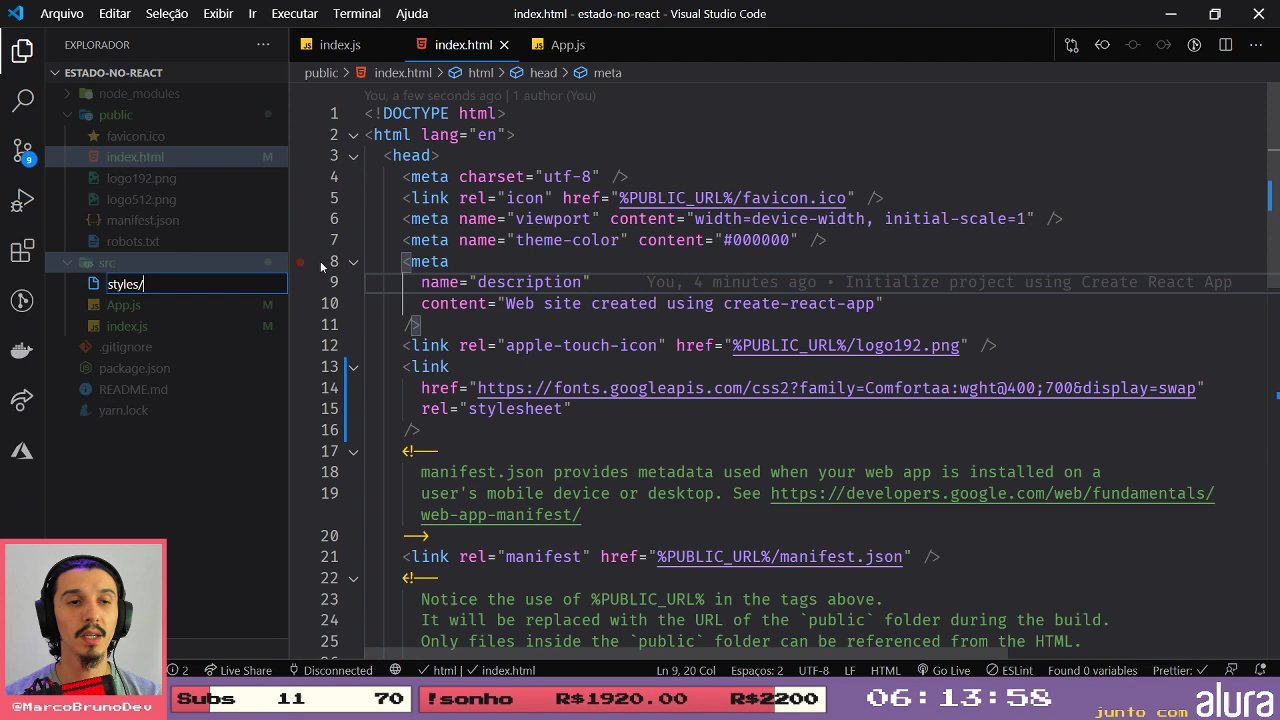 Arquivo Editar Seleção Exibir Ir Executar Terminal Ajuda index.html - estado-no-react - Visual Studio Code
EXPLORADOR
ESTADO-NO-REACT
node_modules
public
favicon.ico
index.html M
logo192.png
logo512.png
manifest.json
robots.txt
src
styles/
App.js
index.js
.gitignore
package.json
README.md
yarn.lock
9
index.js index.html App.js
public > index.html > html > head > meta
You, a few seconds ago | 1 author (You)
1 <!DOCTYPE html>
2 <html lang="en">
3 <head>
4 <meta charset="utf-8" />
5 <link rel="icon" href="%PUBLIC_URL%/favicon.ico" />
6 <meta name="viewport" content="width=device-width, initial-scale=1" />
7 <meta name="theme-color" content="#000000" />
8 <meta
9 name="description" You, 4 minutes ago • Initialize project using Create React App
10 content="Web site created using create-react-app"
11 />
12 <link rel="apple-touch-icon" href="%PUBLIC_URL%/logo192.png" />
13 <link
14 href="https://fonts.googleapis.com/css2?family=Comfortaa:wght@400;700&display=swap"
15 rel="stylesheet"
16 />
17 <!--
18 manifest.json provides metadata used when your web app is installed on a
19 user's mobile device or desktop. See https://developers.google.com/web/fundamentals/
web-app-manifest/
20 -->
21 <link rel="manifest" href="%PUBLIC_URL%/manifest.json" />
22 <!--
23 Notice the use of %PUBLIC_URL% in the tags above.
24 It will be replaced with the URL of the `public` folder during the build.
25 Only files inside the `public` folder can be referenced from the HTML.
2 Live Share Disconnected html index.html Ln 9, 20 Col Espaços: 2 UTF-8 LF HTML Go Live ESLint Found 0 variables Prettier: ✓
Subs 11 70 !sonho R$1920.00 R$2200 06:13:58 alura
junto com
@MarcoBrunoDev